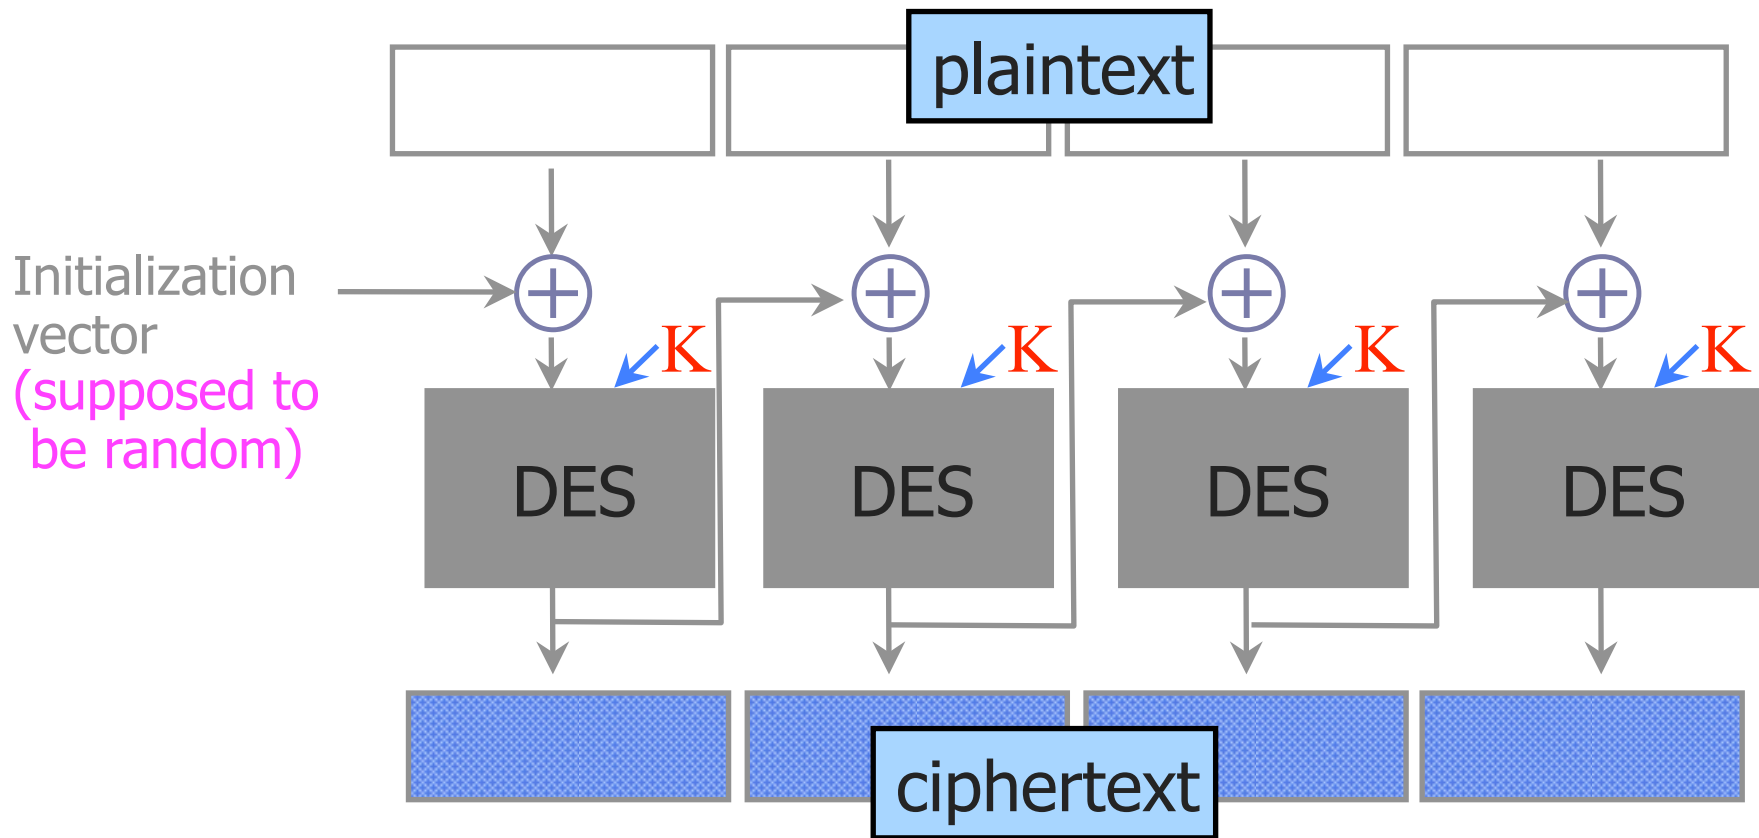 plaintext
Initialization
vector
(supposed to
be random)
K
K
K
K
DES
DES
DES
DES
ciphertext